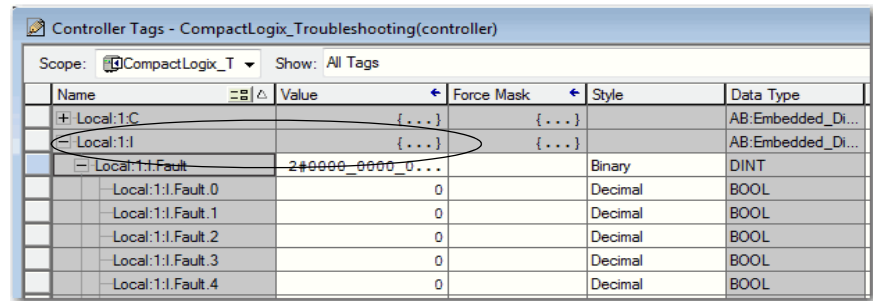 Controller Tags - CompactLogix_Troubleshooting(controller)
Scope: CompactLogix_T Show: All Tags
Name Value Force Mask Style Data Type
Local:1:C {...} {...} AB:Embedded_Di...
Local:1:I {...} {...} AB:Embedded_Di...
Local:1:I.Fault 2#0000_0000_0... Binary DINT
Local:1:I.Fault.0 0 Decimal BOOL
Local:1:I.Fault.1 0 Decimal BOOL
Local:1:I.Fault.2 0 Decimal BOOL
Local:1:I.Fault.3 0 Decimal BOOL
Local:1:I.Fault.4 0 Decimal BOOL